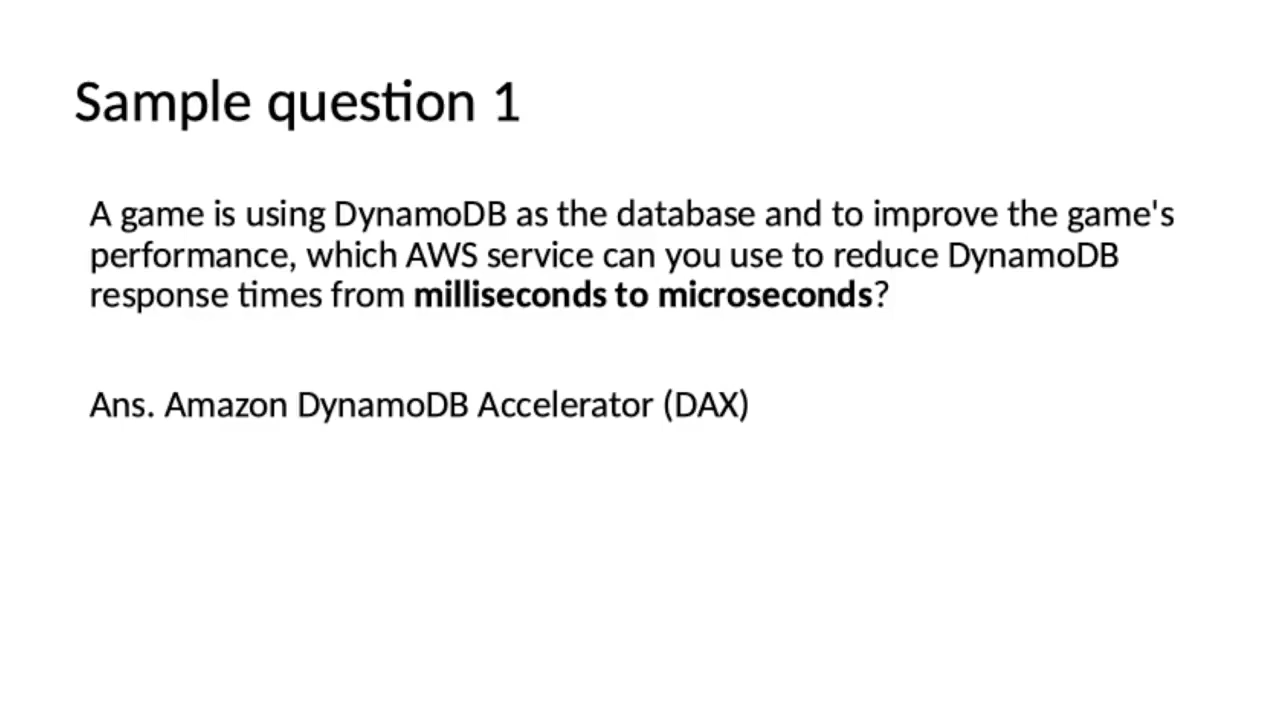 Sample question 1
A game is using DynamoDB as the database and to improve the game's
performance, which AWS service can you use to reduce DynamoDB
response times from milliseconds to microseconds?
Ans. Amazon DynamoDB Accelerator (DAX)